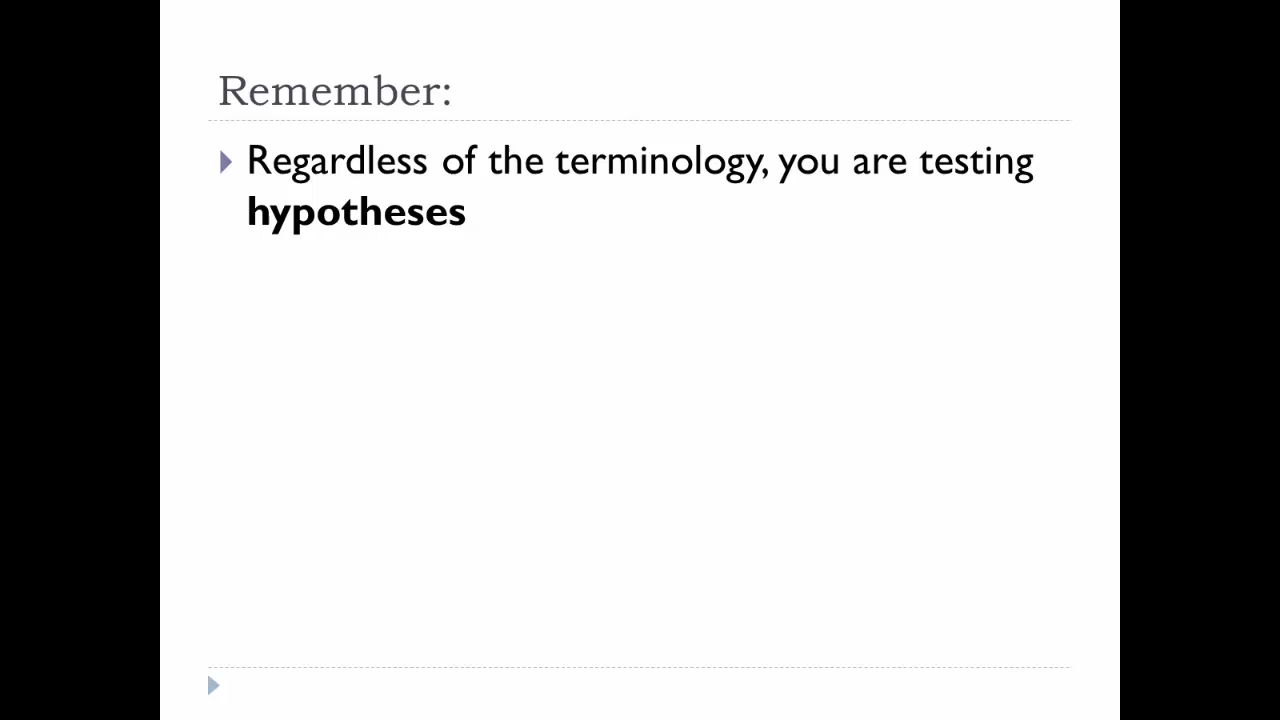 Remember:
Regardless of the terminology, you are testing
hypotheses